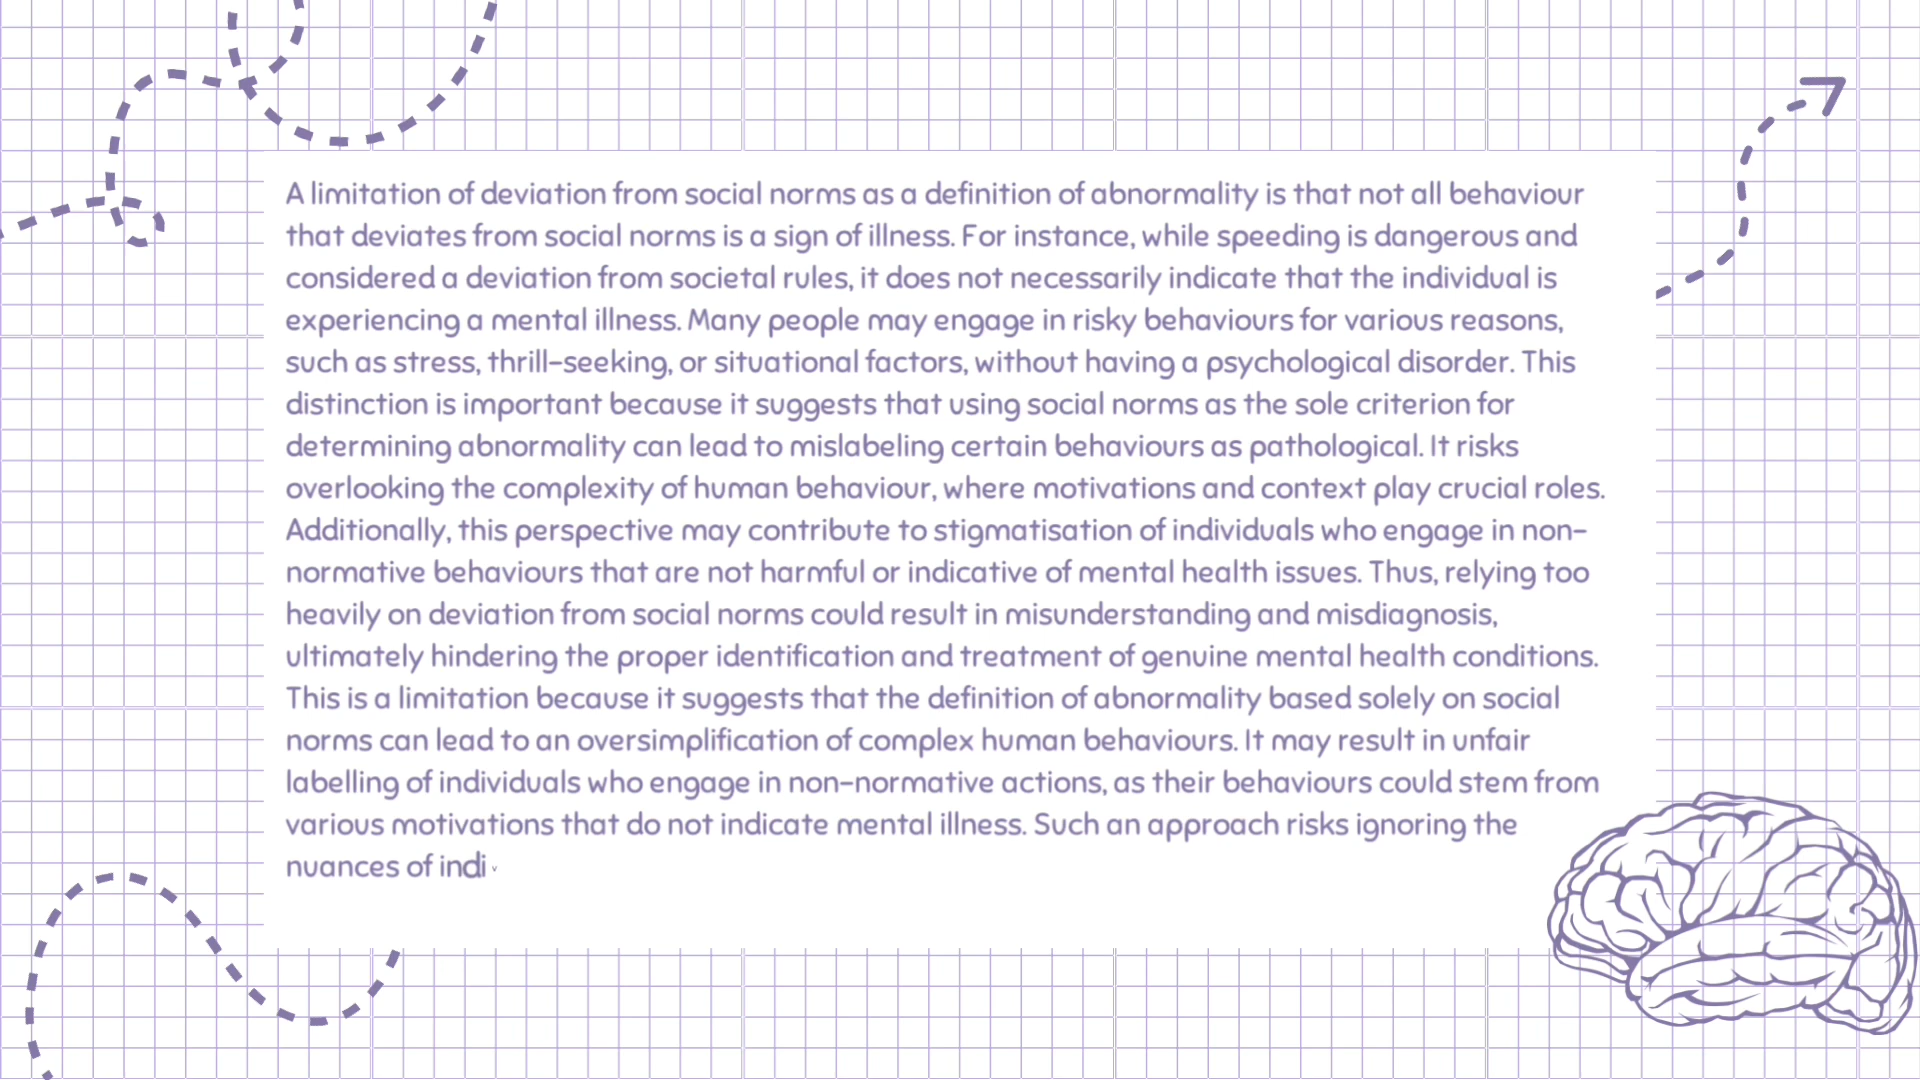 A limitation of deviation from social norms as a definition of abnormality is that not all behaviour
that deviates from social norms is a sign of illness. For instance, while speeding is dangerous and
considered a deviation from societal rules, it does not necessarily indicate that the individual is
experiencing a mental illness. Many people may engage in risky behaviours for various reasons,
such as stress, thrill-seeking, or situational factors, without having a psychological disorder. This
distinction is important because it suggests that using social norms as the sole criterion for
determining abnormality can lead to mislabeling certain behaviours as pathological. It risks
overlooking the complexity of human behaviour, where motivations and context play crucial roles.
Additionally, this perspective may contribute to stigmatisation of individuals who engage in non-
normative behaviours that are not harmful or indicative of mental health issues. Thus, relying too
heavily on deviation from social norms could result in misunderstanding and misdiagnosis,
ultimately hindering the proper identification and treatment of genuine mental health conditions.
This is a limitation because it suggests that the definition of abnormality based solely on social
norms can lead to an oversimplification of complex human behaviours. It may result in unfair
labelling of individuals who engage in non-normative actions, as their behaviours could stem from
various motivations that do not indicate mental illness. Such an approach risks ignoring the
nuances of indi v